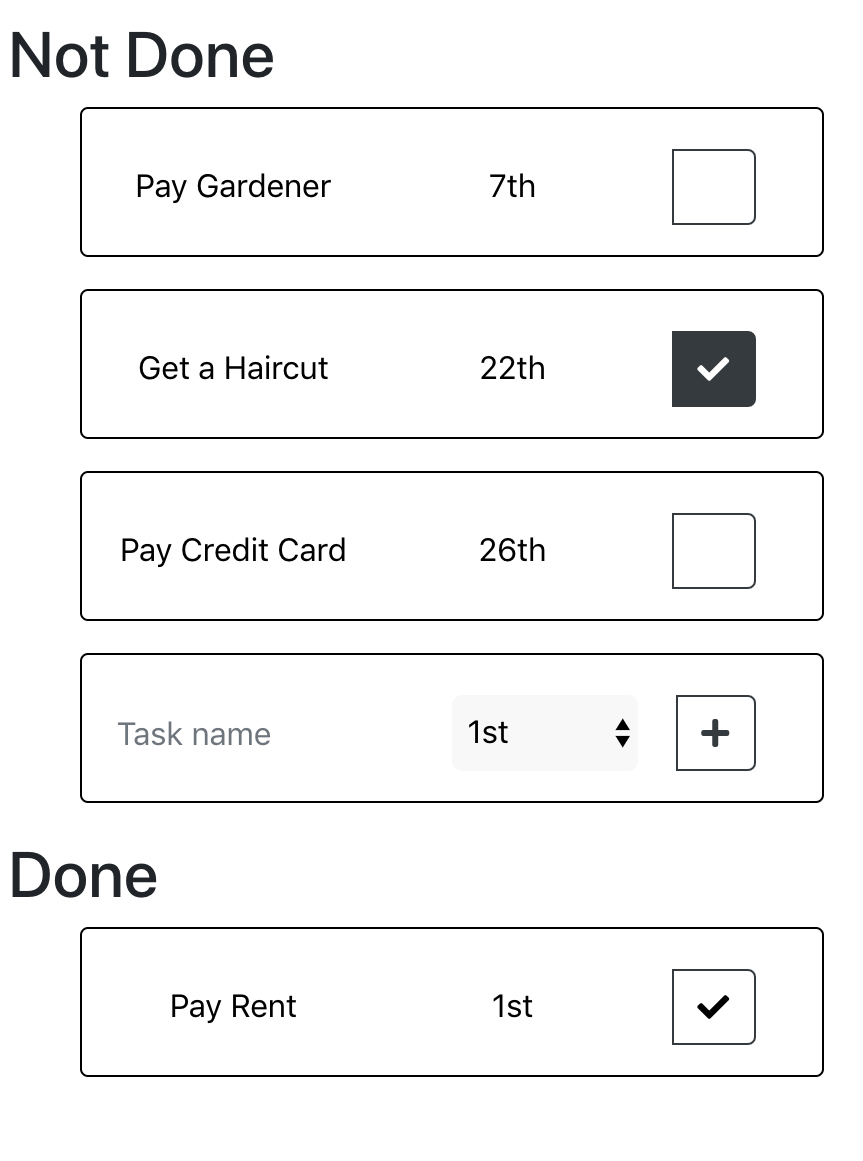 Not Done
Pay Gardener 7th
Get a Haircut 22th
Pay Credit Card 26th
Task name 1st
Done
Pay Rent 1st